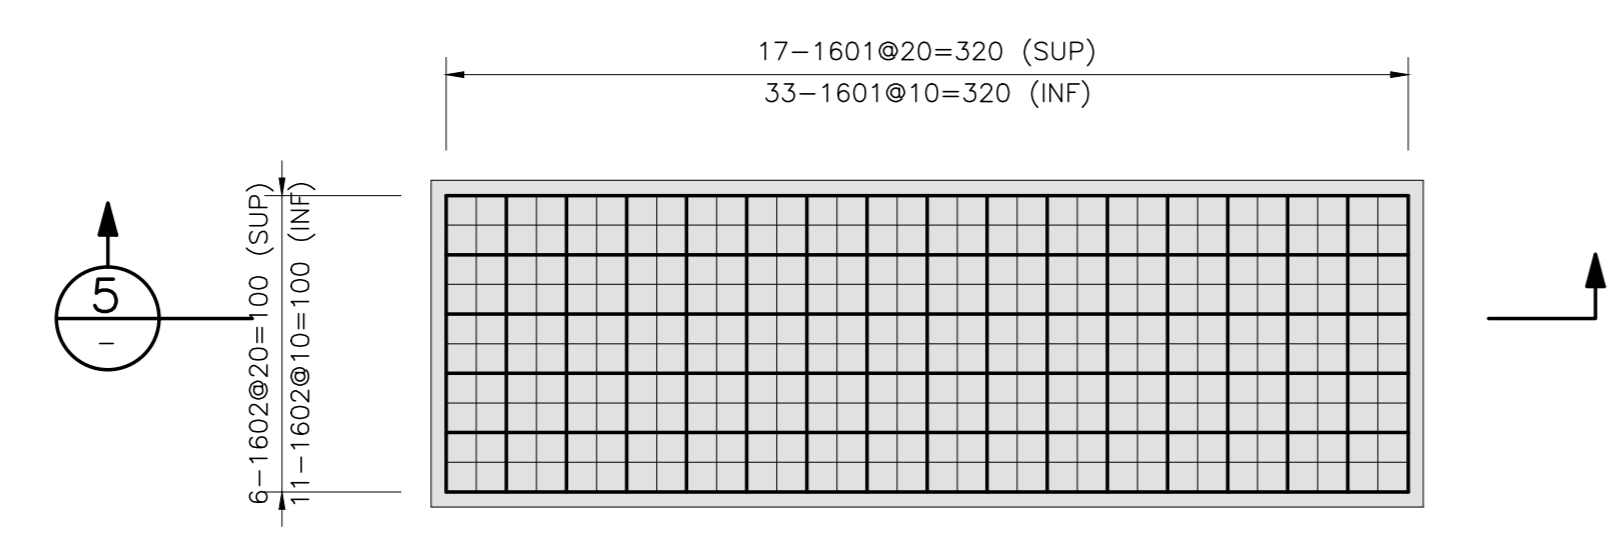 17-1601@20=320 (SUP)
33-1601@10=320 (INF)
6-1602@20=100 (SUP)
11-1602@10=100 (INF)
5
-